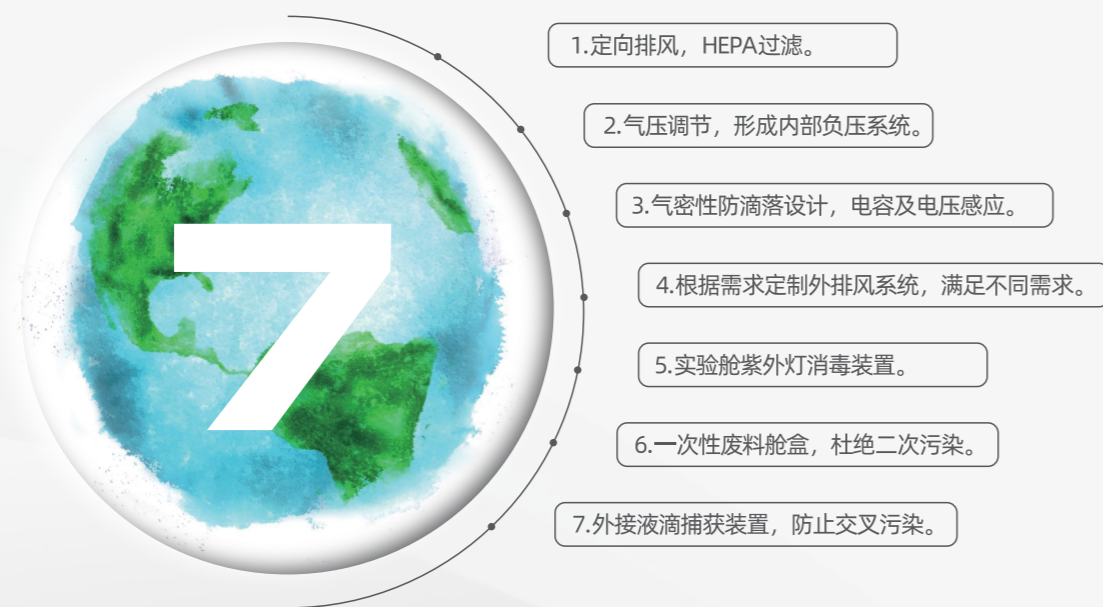 7
1.定向排风，HEPA过滤。
2.气压调节，形成内部负压系统。
3.气密性防滴落设计，电容及电压感应。
4.根据需求定制外排风系统，满足不同需求。
5.实验舱紫外灯消毒装置。
6.一次性废料舱盒，杜绝二次污染。
7.外接液滴捕获装置，防止交叉污染。